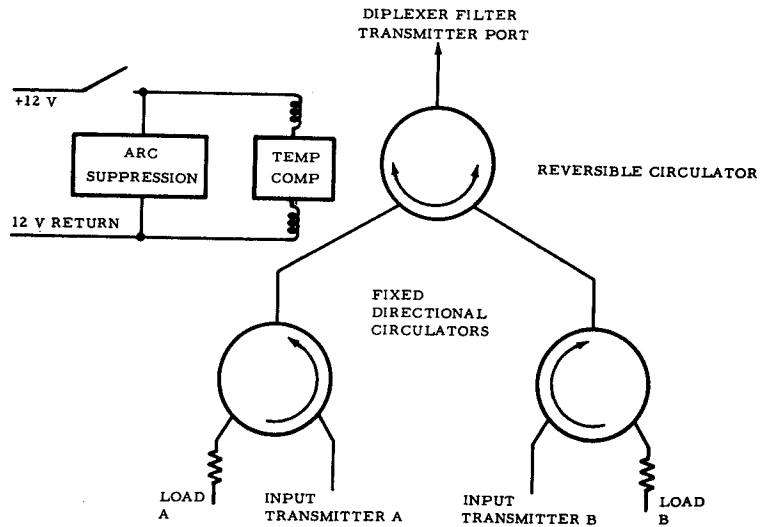 DIPLEXER FILTER
TRANSMITTER PORT
+12 V
ARC
SUPPRESSION
TEMP
COMP
REVERSIBLE CIRCULATOR
12 V RETURN
FIXED
DIRECTIONAL
CIRCULATORS
LOAD
A
INPUT
TRANSMITTER A
INPUT
TRANSMITTER B
LOAD
B